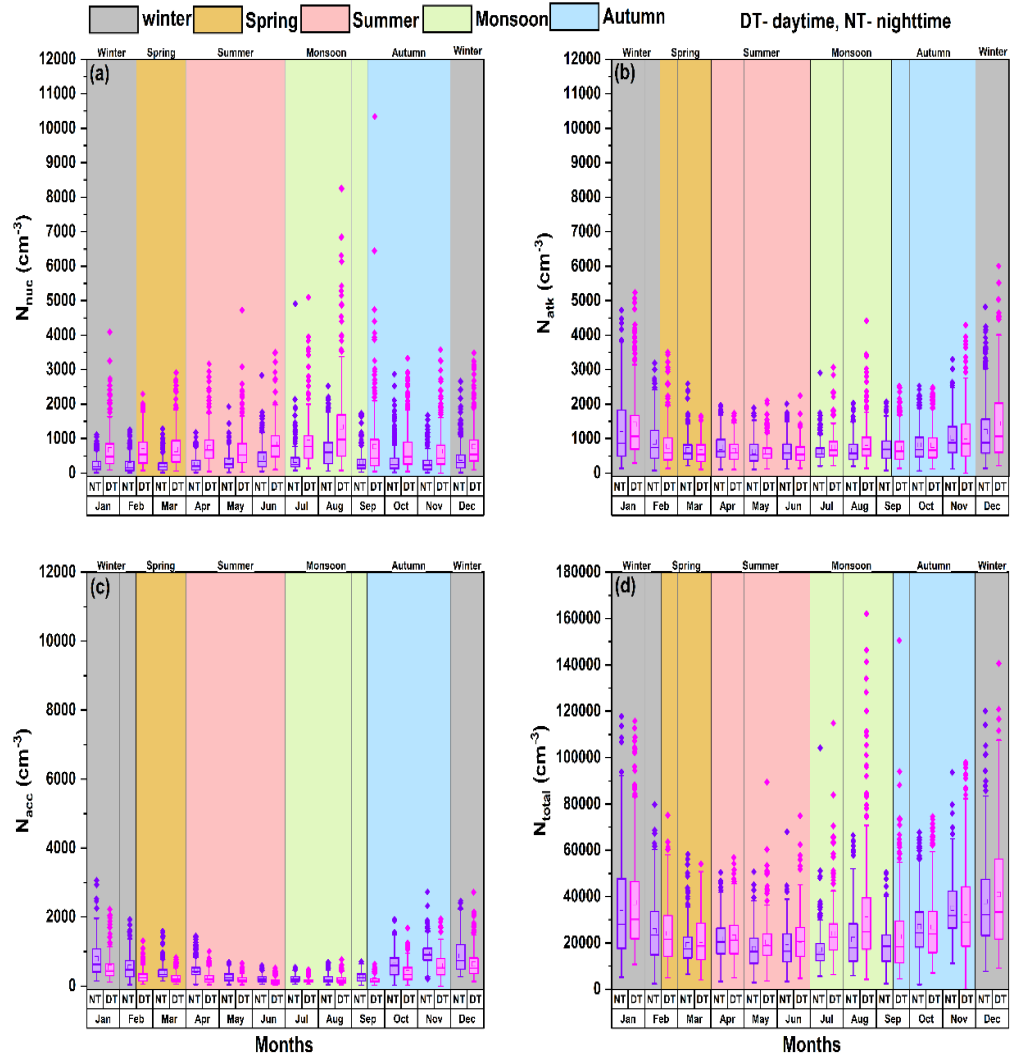 winter Spring Summer Monsoon Autumn DT- daytime, NT- nighttime
Winter Spring Summer Monsoon Autumn Winter
(a)
12000
11000
10000
9000
8000
7000
6000
5000
4000
3000
2000
1000
0
Nnuc (cm-3)
NT DT NT DT NT DT NT DT NT DT NT DT NT DT NT DT NT DT NT DT NT DT NT DT
Jan Feb Mar Apr May Jun Jul Aug Sep Oct Nov Dec
Winter Spring Summer Monsoon Autumn Winter
(b)
12000
11000
10000
9000
8000
7000
6000
5000
4000
3000
2000
1000
0
Natk (cm-3)
NT DT NT DT NT DT NT DT NT DT NT DT NT DT NT DT NT DT NT DT NT DT NT DT
Jan Feb Mar Apr May Jun Jul Aug Sep Oct Nov Dec
Winter Spring Summer Monsoon Autumn Winter
(c)
12000
11000
10000
9000
8000
7000
6000
5000
4000
3000
2000
1000
0
Nacc (cm-3)
NT DT NT DT NT DT NT DT NT DT NT DT NT DT NT DT NT DT NT DT NT DT NT DT
Jan Feb Mar Apr May Jun Jul Aug Sep Oct Nov Dec
Months
Winter Spring Summer Monsoon Autumn Winter
(d)
180000
160000
140000
120000
100000
80000
60000
40000
20000
0
Ntotal (cm-3)
NT DT NT DT NT DT NT DT NT DT NT DT NT DT NT DT NT DT NT DT NT DT NT DT
Jan Feb Mar Apr May Jun Jul Aug Sep Oct Nov Dec
Months